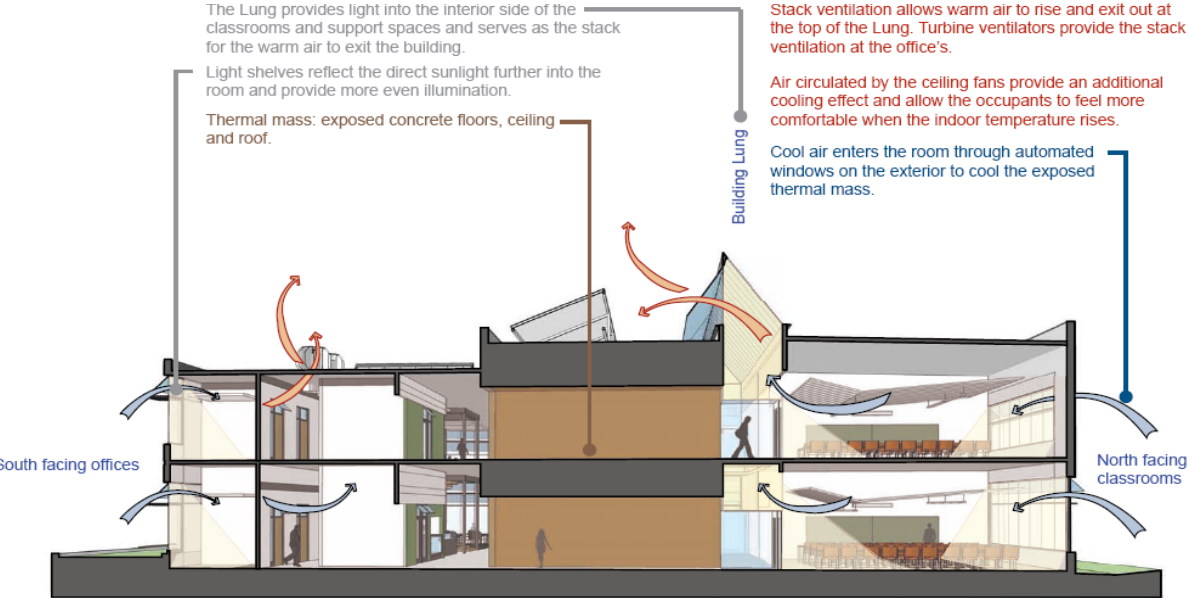 The Lung provides light into the interior side of the
classrooms and support spaces and serves as the stack
for the warm air to exit the building.
Light shelves reflect the direct sunlight further into the
room and provide more even illumination.
Thermal mass: exposed concrete floors, ceiling
and roof.
Stack ventilation allows warm air to rise and exit out at
the top of the Lung. Turbine ventilators provide the stack
ventilation at the office's.
Air circulated by the ceiling fans provide an additional
cooling effect and allow the occupants to feel more
comfortable when the indoor temperature rises.
Cool air enters the room through automated
windows on the exterior to cool the exposed
thermal mass.
Building Lung
South facing offices
North facing
classrooms